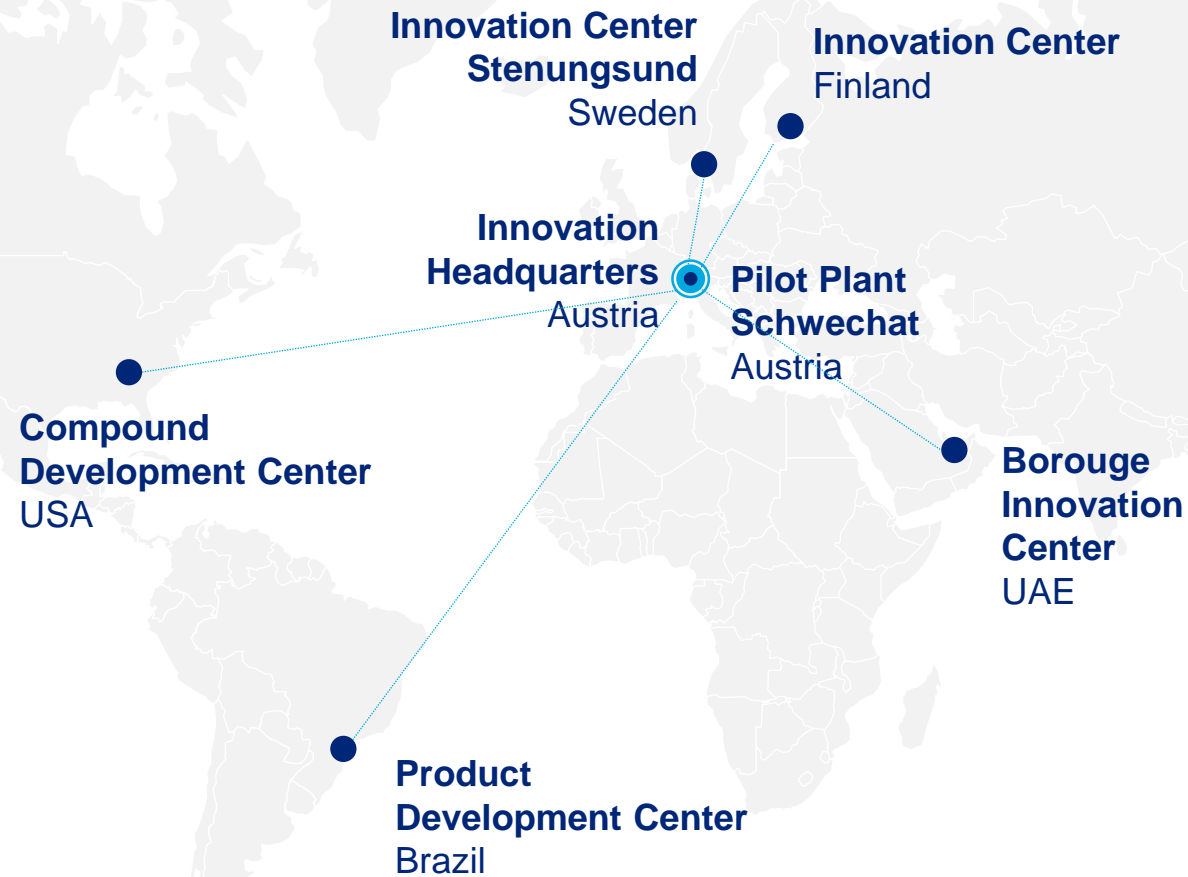 Innovation Center
Stenungsund
Sweden
Innovation Center
Finland
Innovation
Headquarters
Austria
Pilot Plant
Schwechat
Austria
Compound
Development Center
USA
Borouge
Innovation
Center
UAE
Product
Development Center
Brazil